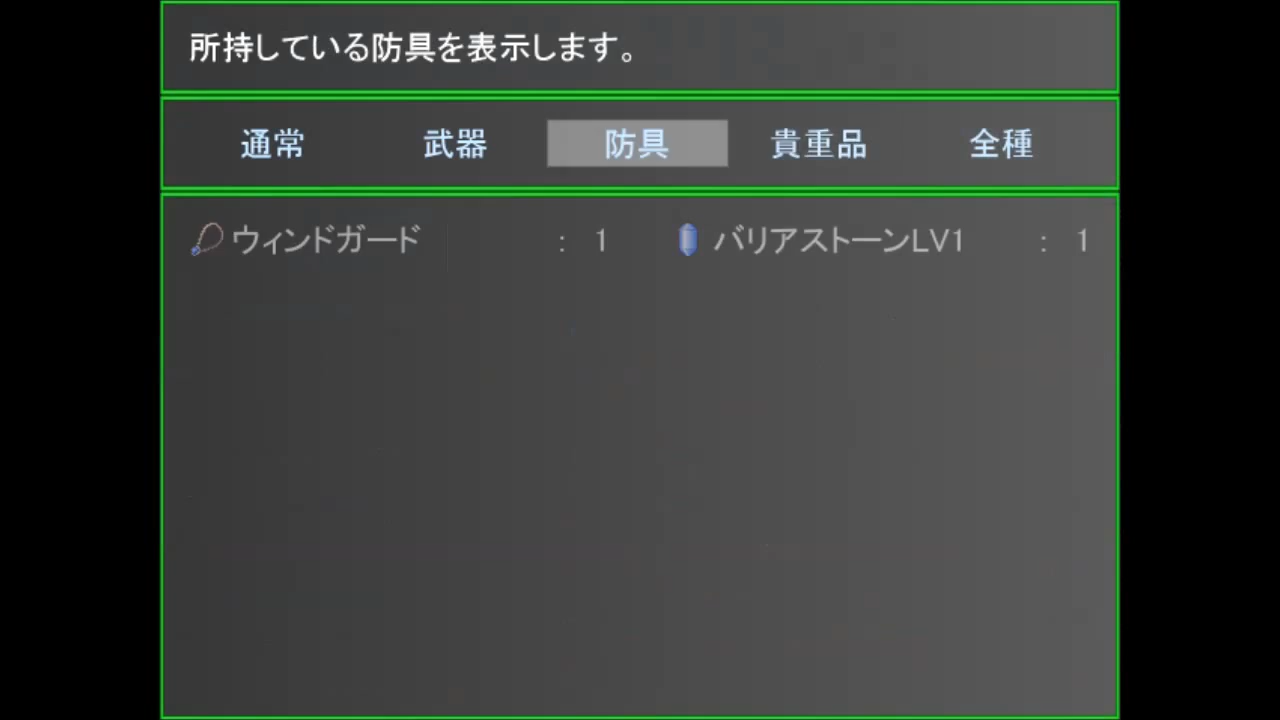 所持している防具を表示します。
通常 武器 防具 貴重品 全種
ウィンドガード : 1 バリアストーンLV1 : 1